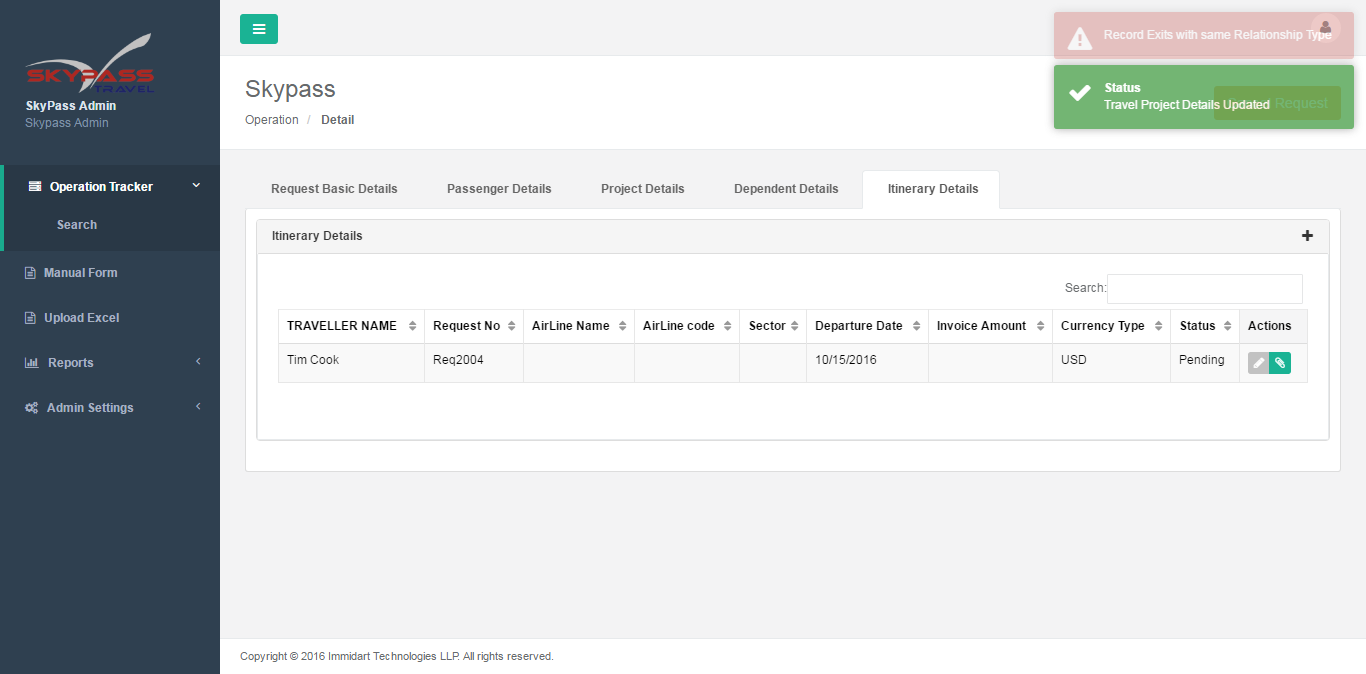 SKYPASS
TRAVEL
SkyPass Admin
Skypass Admin
Operation Tracker
Search
Manual Form
Upload Excel
Reports
Admin Settings
Record Exits with same Relationship Type
Status
Travel Project Details Updated
Request
Skypass
Operation / Detail
Request Basic Details Passenger Details Project Details Dependent Details Itinerary Details
Itinerary Details
Search:
TRAVELLER NAME Request No AirLine Name AirLine code Sector Departure Date Invoice Amount Currency Type Status Actions
Tim Cook Req2004 10/15/2016 USD Pending
Copyright © 2016 Immidart Technologies LLP. All rights reserved.